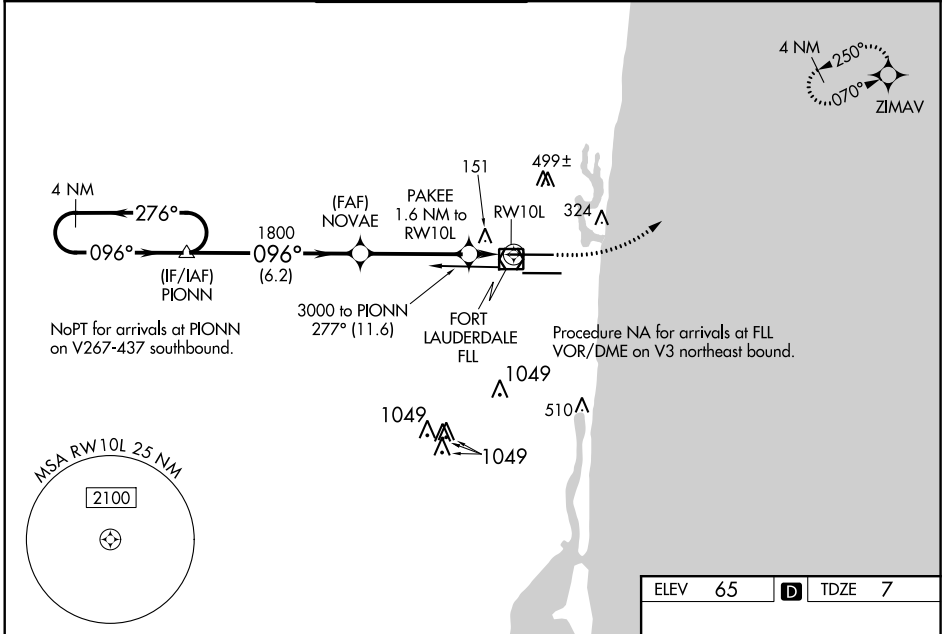 4 NM
250°
070°
ZIMAV
499±
151
324
RW10L
4 NM
276°
096°
(IF/IAF)
PIONN
1800
096°
(6.2)
(FAF)
NOVAE
PAKEE
1.6 NM to
RW10L
3000 to PIONN
277° (11.6)
FORT
LAUDERDALE
FLL
NoPT for arrivals at PIONN
on V267-437 southbound.
Procedure NA for arrivals at FLL
VOR/DME on V3 northeast bound.
1049
510
1049
1049
MSA RW10L 25 NM
2100
ELEV 65 D TDZE 7